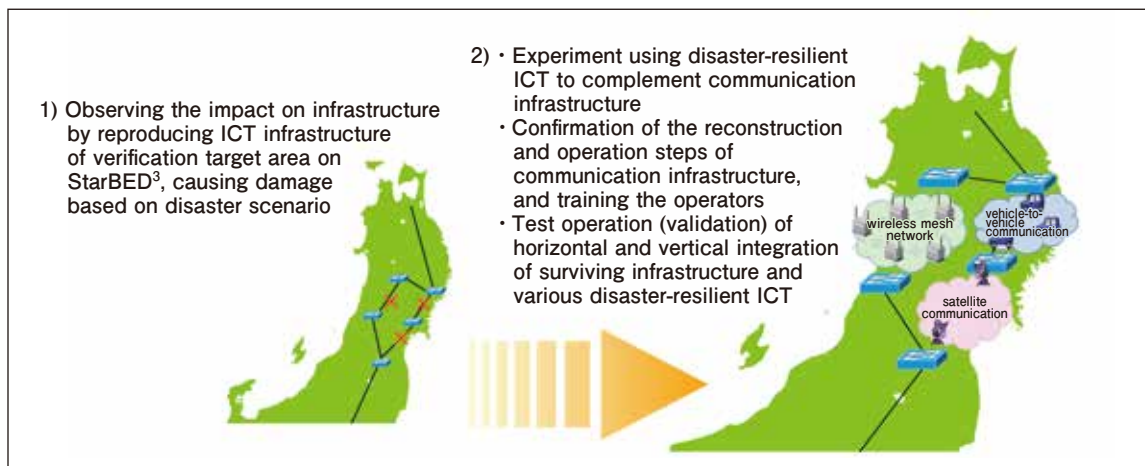 1) Observing the impact on infrastructure
by reproducing ICT infrastructure
of verification target area on
StarBED³, causing damage
based on disaster scenario
2)・Experiment using disaster-resilient
ICT to complement communication
infrastructure
・Confirmation of the reconstruction
and operation steps of
communication infrastructure,
and training the operators
・Test operation (validation) of
horizontal and vertical integration
of surviving infrastructure and
various disaster-resilient ICT
wireless mesh
network
vehicle-to-
vehicle
communication
satellite
communication